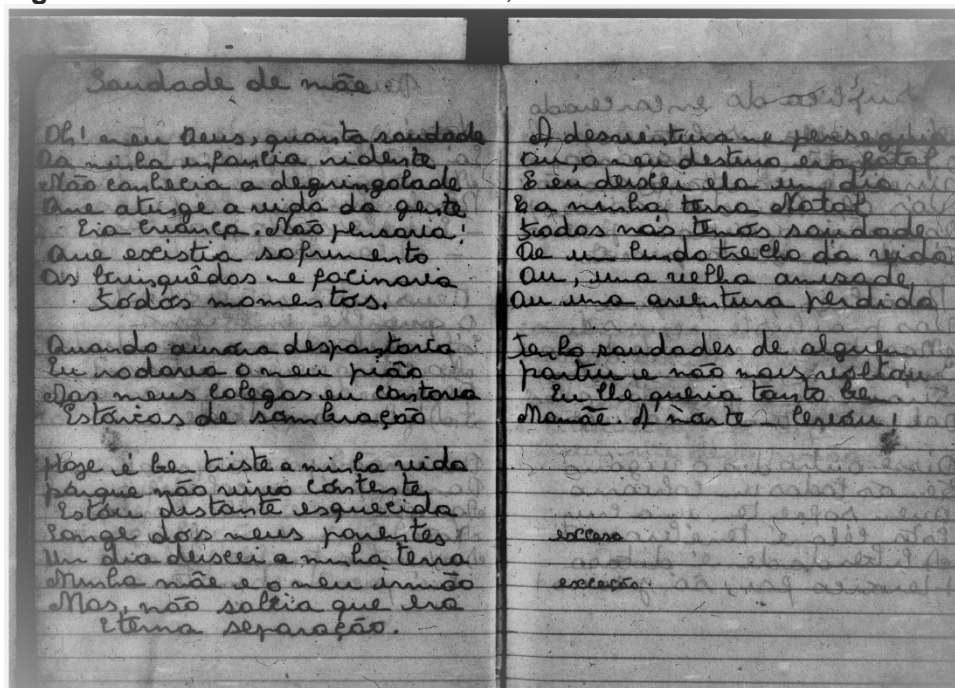 Saudade de mãe
Oh! meu Deus, quanta saudade
Da minha infancia ridente
Não conhecia a degringolade
Que atinge a vida da gente
Era criança. Não pensava!
Que existia sofrimento
Os brinquêdos me facinava
todos momentos.
Quando aurora despontava
Eu rodava o meu pião
Aos meus colegas eu contava
Estórias de sombração
Hoje é bem triste a minha vida
porque não vivo contente,
Estou distante esquecida
Longe dos meus parentes
Um dia deixei a minha terra
Minha mãe e o meu irmão
Mas, não sabia que era
Eterna separação.
A desventura me perseguia
Ou, o meu destino era fatal
E eu deixei ela um dia
E a minha terra Natal
todos nós temos saudade
De um lindo trecho da vida
Ou, uma velha amisade
Ou uma aventura perdida
Tenho saudades de alguem
partiu e não mais voltou
Eu lhe queria tanto bem
Mamãe. A morte – levou!
excesso
exceção.